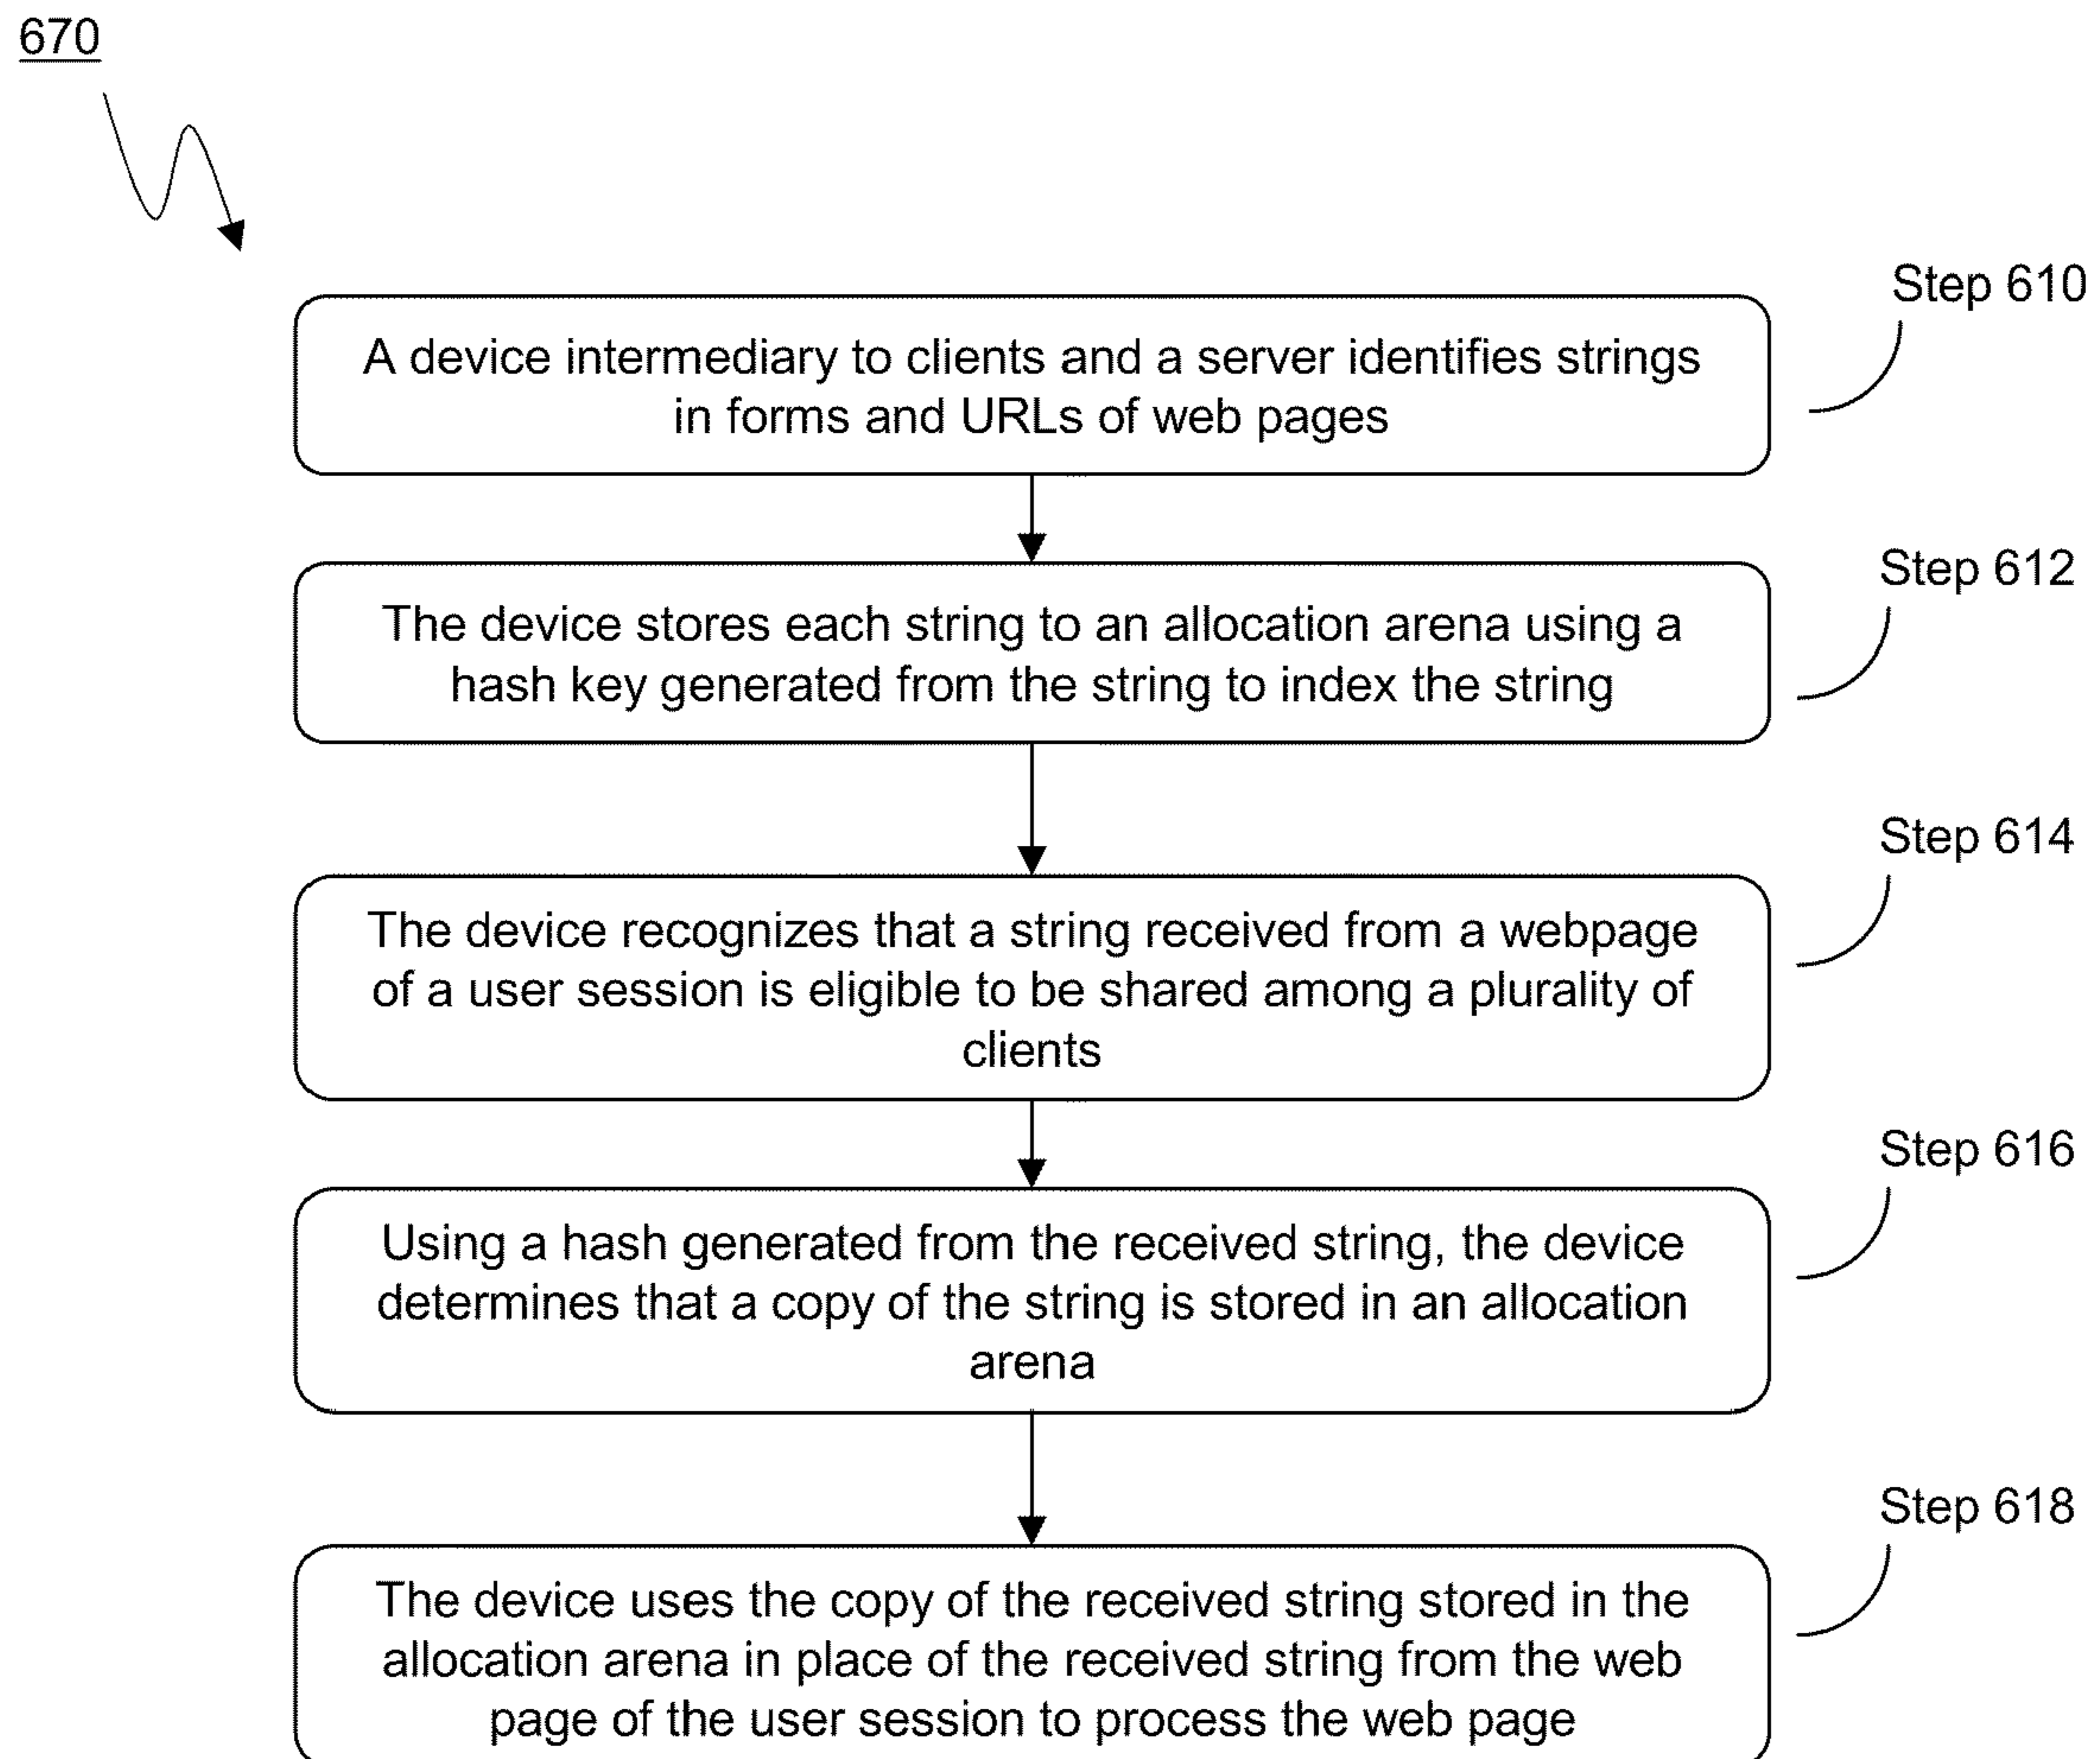 670
Step 610
A device intermediary to clients and a server identifies strings
in forms and URLs of web pages
Step 612
The device stores each string to an allocation arena using a
hash key generated from the string to index the string
Step 614
The device recognizes that a string received from a webpage
of a user session is eligible to be shared among a plurality of
clients
Step 616
Using a hash generated from the received string, the device
determines that a copy of the string is stored in an allocation
arena
Step 618
The device uses the copy of the received string stored in the
allocation arena in place of the received string from the web
page of the user session to process the web page